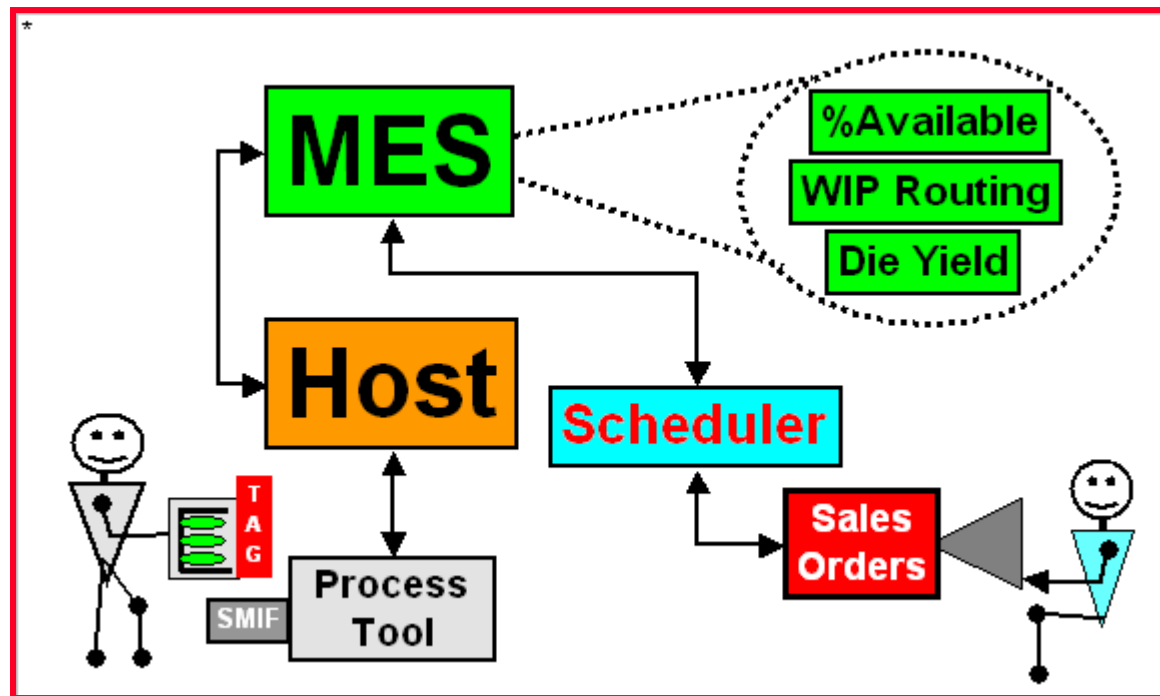 *
MES
%Available
WIP Routing
Die Yield
Host
Scheduler
T
A
G
Sales
Orders
SMIF
Process
Tool